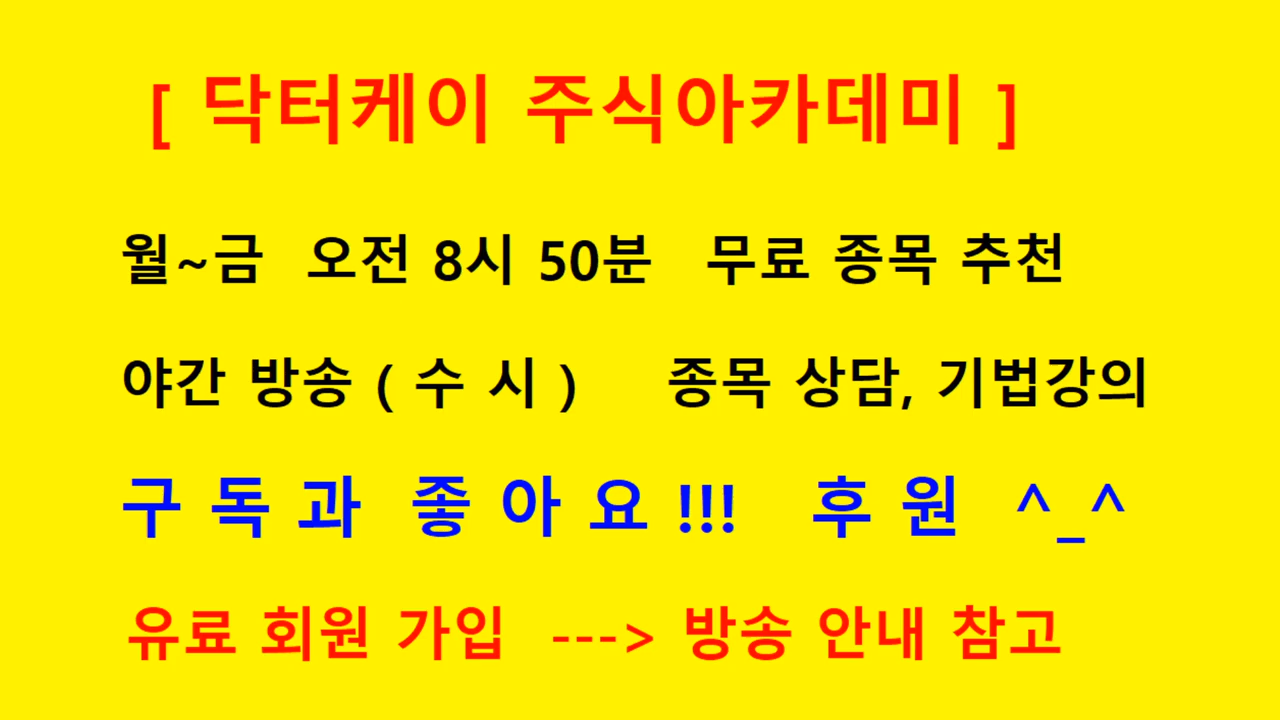 [ 닥터케이 주식아카데미 ]
월~금 오전 8시 50분 무료 종목 추천
야간 방송 ( 수 시 ) 종목 상담, 기법강의
구 독 과 좋 아 요 !!! 후 원 ^_^
유료 회원 가입 ---> 방송 안내 참고